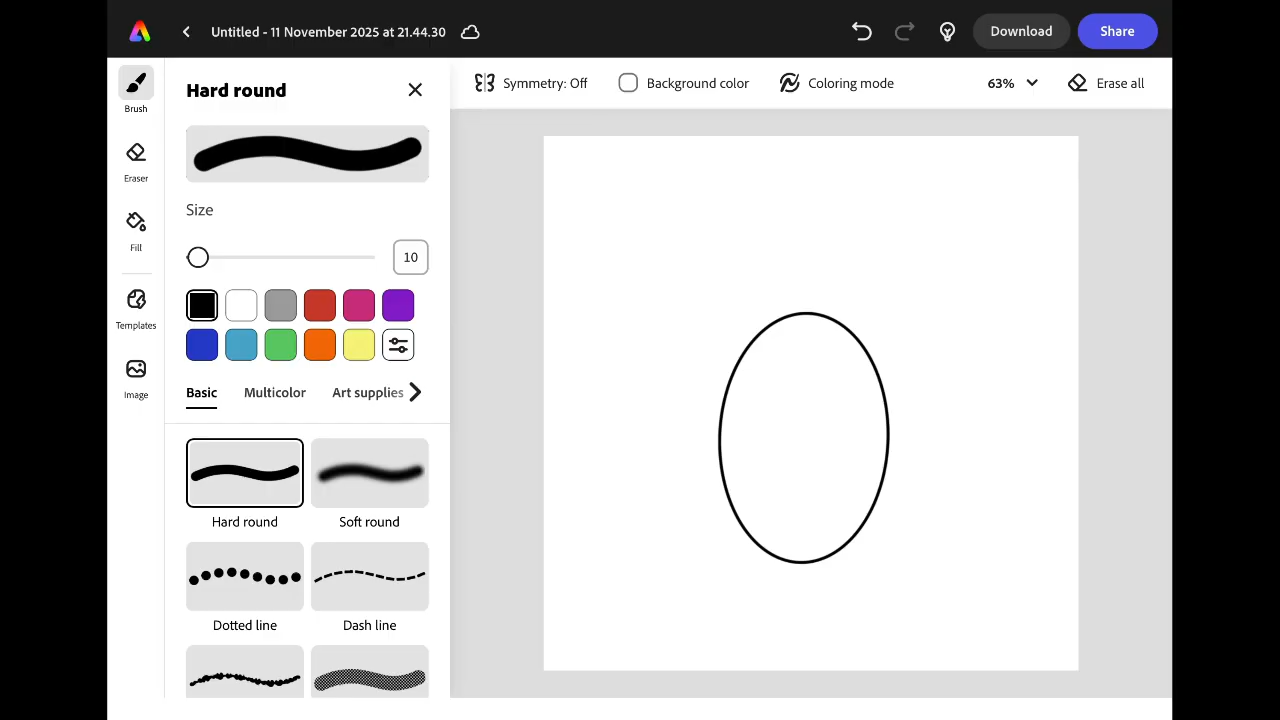 Untitled - 11 November 2025 at 21.44.30
Download
Share
Brush
Eraser
Fill
Templates
Image
Hard round
Size
10
Basic
Multicolor
Art supplies
Hard round
Soft round
Dotted line
Dash line
Symmetry: Off
Background color
Coloring mode
63%
Erase all